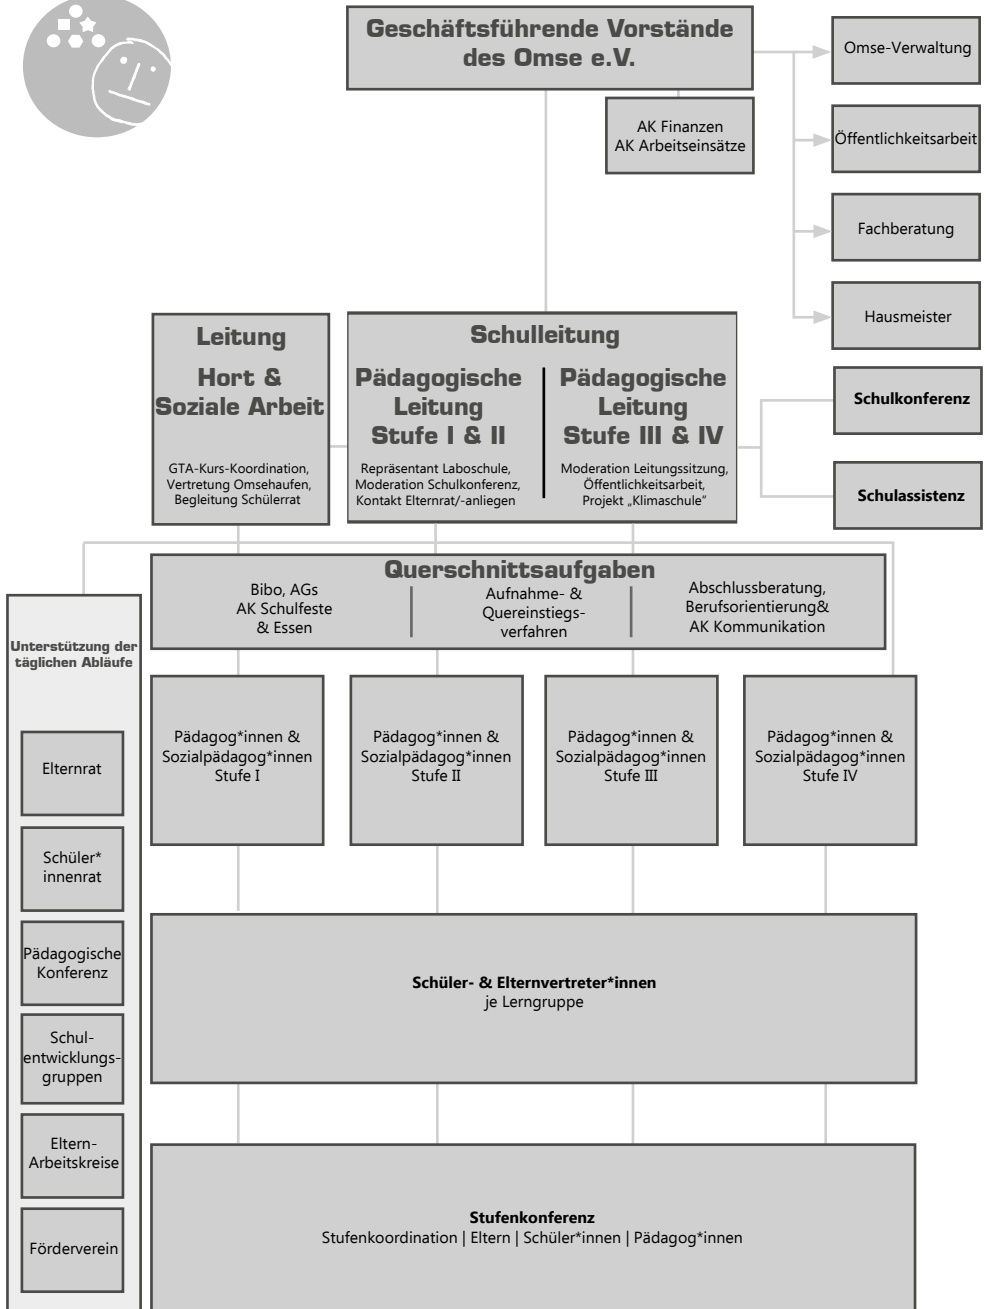 Geschäftsführende Vorstände
des Omse e.V.
AK Finanzen
AK Arbeitseinsätze
Omse-Verwaltung
Öffentlichkeitsarbeit
Fachberatung
Hausmeister
Leitung
Hort &
Soziale Arbeit
GTA-Kurs-Koordination,
Vertretung Omsehaufen,
Begleitung Schülerrat
Schulleitung
Pädagogische
Leitung
Stufe I & II
Repräsentant Laboschule,
Moderation Schulkonferenz,
Kontakt Elternrat/-anliegen
Pädagogische
Leitung
Stufe III & IV
Moderation Leitungssitzung,
Öffentlichkeitsarbeit,
Projekt „Klimaschule"
Schulkonferenz
Schulassistenz
Querschnittsaufgaben
Bibo, AGs
AK Schulfeste
& Essen
Aufnahme- &
Quereinstiegs-
verfahren
Abschlussberatung,
Berufsorientierung&
AK Kommunikation
Unterstützung der
täglichen Abläufe
Elternrat
Schüler*
innenrat
Pädagogische
Konferenz
Schul-
entwicklungs-
gruppen
Eltern-
Arbeitskreise
Förderverein
Pädagog*innen &
Sozialpädagog*innen
Stufe I
Pädagog*innen &
Sozialpädagog*innen
Stufe II
Pädagog*innen &
Sozialpädagog*innen
Stufe III
Pädagog*innen &
Sozialpädagog*innen
Stufe IV
Schüler- & Elternvertreter*innen
je Lerngruppe
Stufenkonferenz
Stufenkoordination | Eltern | Schüler*innen | Pädagog*innen